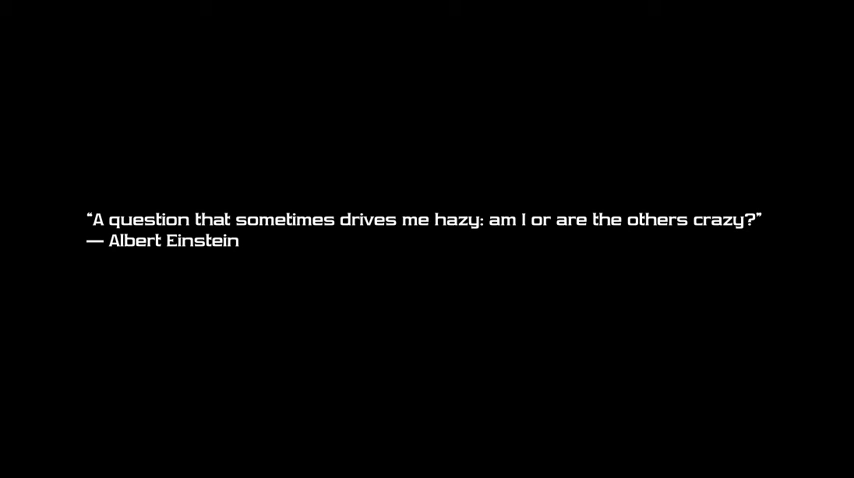 “A question that sometimes drives me hazy: am I or are the others crazy?”
— Albert Einstein